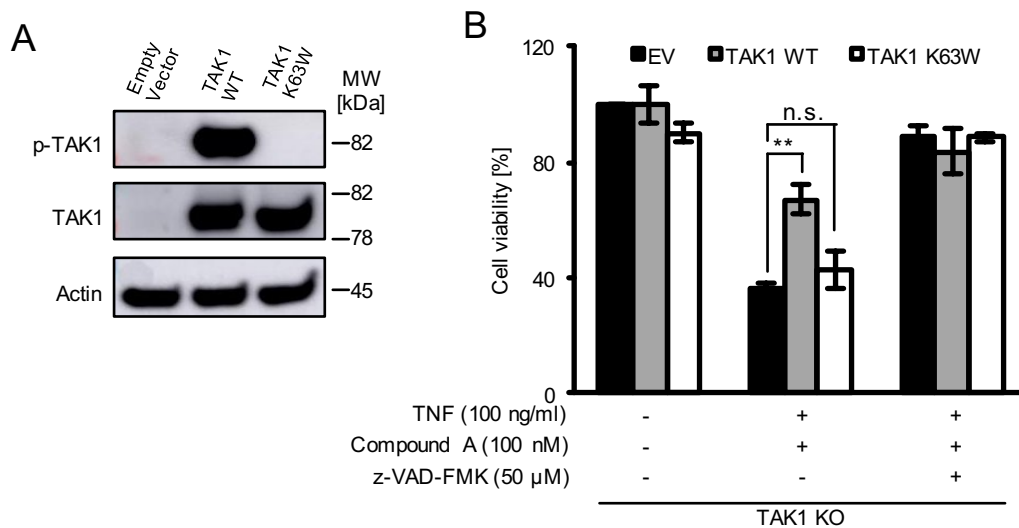 A
Empty Vector
TAK1 WT
TAK1 K63W
MW [kDa]
p-TAK1
82
TAK1
82
78
Actin
45
B
EV TAK1 WT TAK1 K63W
120
80
40
0
Cell viability [%]
n.s.
**
TNF (100 ng/ml) - + +
Compound A (100 nM) - + +
z-VAD-FMK (50 µM) - - +
TAK1 KO